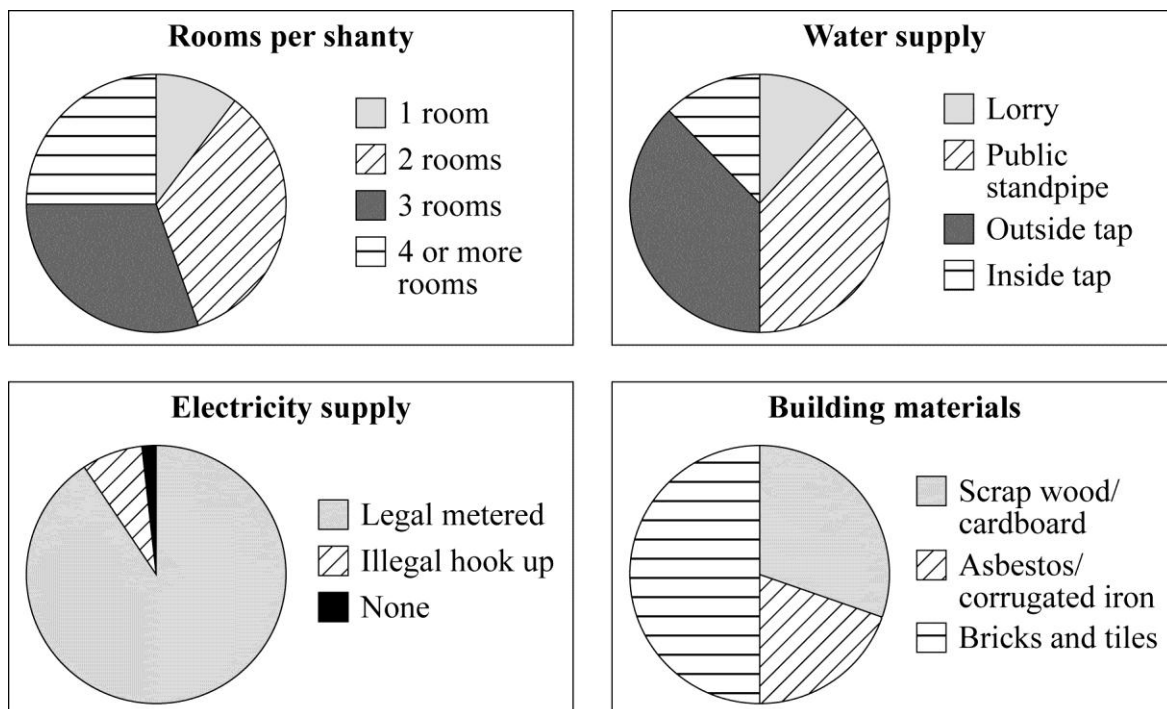 Rooms per shanty
1 room
2 rooms
3 rooms
4 or more
rooms
Water supply
Lorry
Public
standpipe
Outside tap
Inside tap
Electricity supply
Legal metered
Illegal hook up
None
Building materials
Scrap wood/
cardboard
Asbestos/
corrugated iron
Bricks and tiles